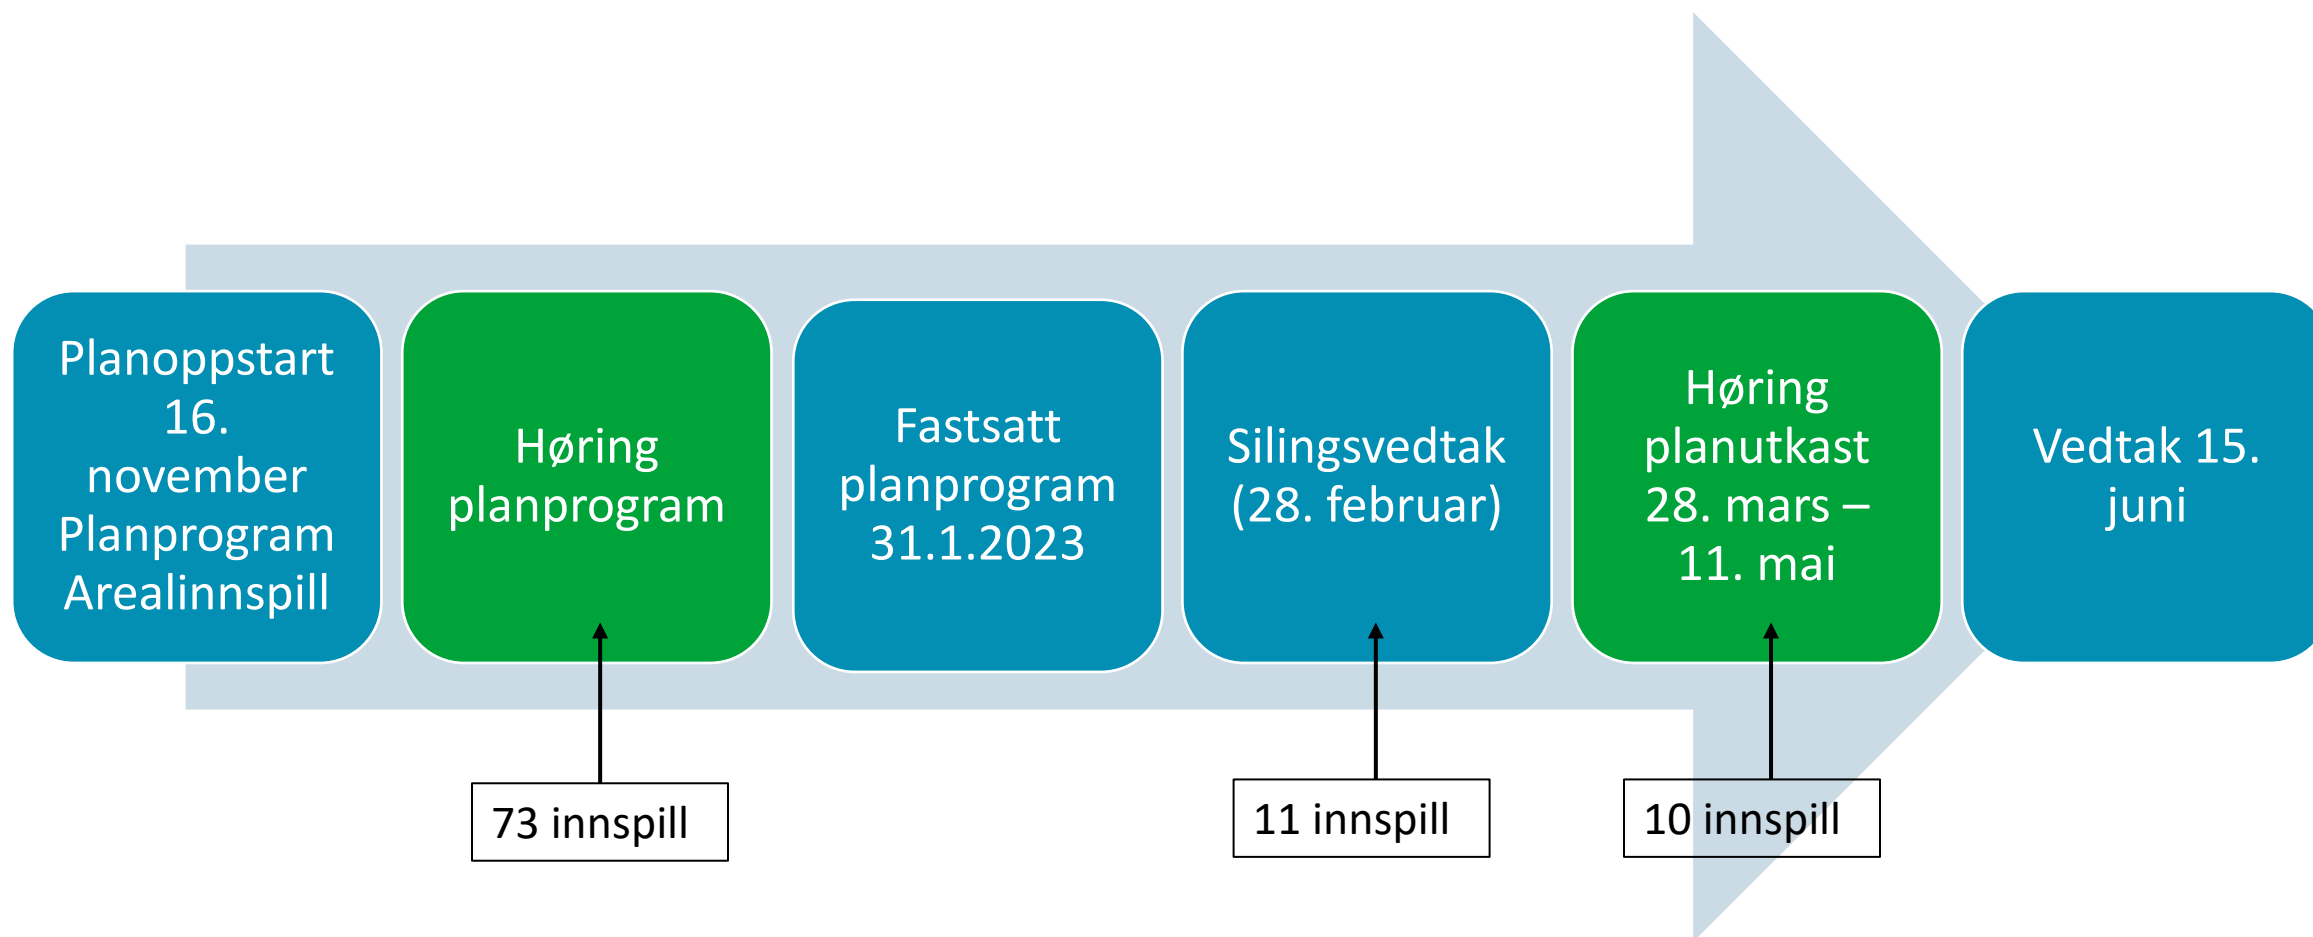 Planoppstart
16.
november
Planprogram
Arealinnspill
Høring
planprogram
Fastsatt
planprogram
31.1.2023
Silingsvedtak
(28. februar)
Høring
planutkast
28. mars –
11. mai
Vedtak 15.
juni
73 innspill
11 innspill
10 innspill